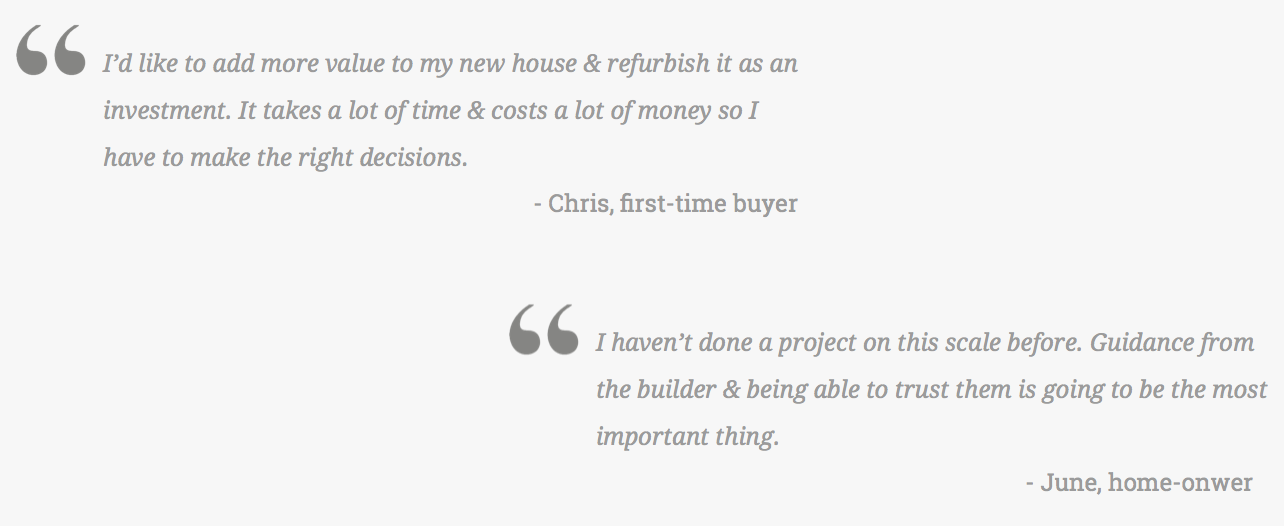 “ I’d like to add more value to my new house & refurbish it as an
investment. It takes a lot of time & costs a lot of money so I
have to make the right decisions.
- Chris, first-time buyer
“ I haven’t done a project on this scale before. Guidance from
the builder & being able to trust them is going to be the most
important thing.
- June, home-onwer